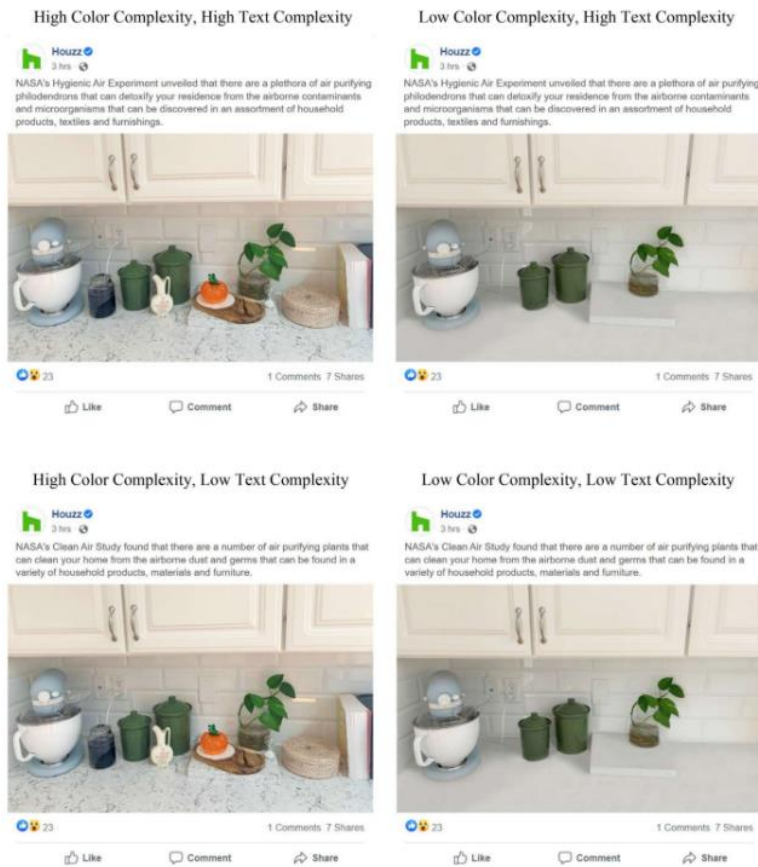 High Color Complexity, High Text Complexity
Houzz
3 hrs
NASA's Hygienic Air Experiment unveiled that there are a plethora of air purifying
philodendrons that can detoxify your residence from the airborne contaminants
and microorganisms that can be discovered in an assortment of household
products, textiles and furnishings.
23
1 Comments 7 Shares
Like Comment Share
Low Color Complexity, High Text Complexity
Houzz
3 hrs
NASA's Hygienic Air Experiment unveiled that there are a plethora of air purifying
philodendrons that can detoxify your residence from the airborne contaminants
and microorganisms that can be discovered in an assortment of household
products, textiles and furnishings.
23
1 Comments 7 Shares
Like Comment Share
High Color Complexity, Low Text Complexity
Houzz
3 hrs
NASA's Clean Air Study found that there are a number of air purifying plants that
can clean your home from the airborne dust and germs that can be found in a
variety of household products, materials and furniture.
23
1 Comments 7 Shares
Like Comment Share
Low Color Complexity, Low Text Complexity
Houzz
3 hrs
NASA's Clean Air Study found that there are a number of air purifying plants that
can clean your home from the airborne dust and germs that can be found in a
variety of household products, materials and furniture.
23
1 Comments 7 Shares
Like Comment Share